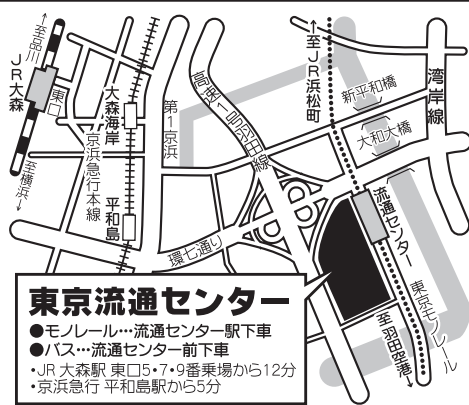 ↑至品川
JR大森
東口
至横浜↓
大森海岸
京浜急行本線
平和島
第1京浜
高速1号羽田線
環七通り
↑至JR浜松町
新平和橋
大和大橋
湾岸線
流通センター
東京モノレール
至羽田空港↓
東京流通センター
●モノレール…流通センター駅下車
●バス…流通センター前下車
・JR 大森駅 東口5・7・9番乗場から12分
・京浜急行 平和島駅から5分